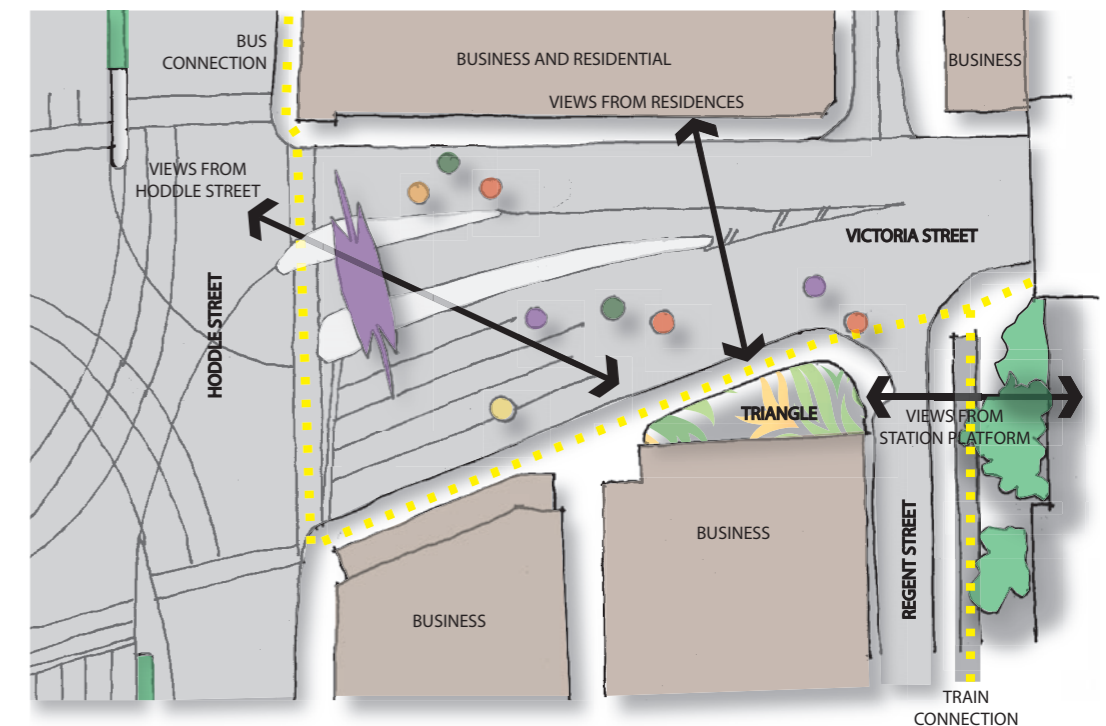 BUS
CONNECTION
BUSINESS AND RESIDENTIAL
BUSINESS
VIEWS FROM RESIDENCES
VIEWS FROM
HODDLE STREET
VICTORIA STREET
HODDLE STREET
TRIANGLE
VIEWS FROM
STATION PLATFORM
BUSINESS
REGENT STREET
BUSINESS
TRAIN
CONNECTION